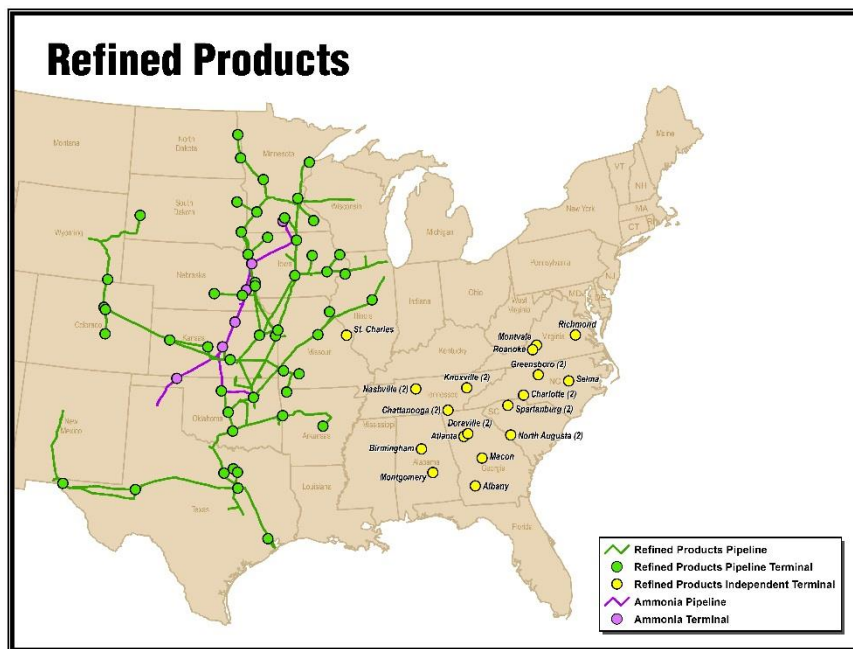 Refined Products
Montana
North
Dakota
Minnesota
South
Dakota
Wisconsin
Wyoming
Michigan
Maine
VT
NH
New York
MA
CT
Pennsylvania
NJ
Nebraska
Iowa
Illinois
Indiana
Ohio
West
Virginia
MD
DE
Colorado
Kansas
Missouri
St. Charles
Kentucky
Virginia
Richmond
Montvale
Roanoke
Greensboro (2)
Selma
NC
Knoxville (2)
Nashville (2)
Charlotte (2)
Spartanburg (2)
SC
Chattanooga (2)
Doraville (2)
Atlanta
North Augusta (2)
Birmingham
Macon
Montgomery
Albany
Alabama
Georgia
Mississippi
Oklahoma
Arkansas
New
Mexico
Texas
Louisiana
Florida
Refined Products Pipeline
Refined Products Pipeline Terminal
Refined Products Independent Terminal
Ammonia Pipeline
Ammonia Terminal